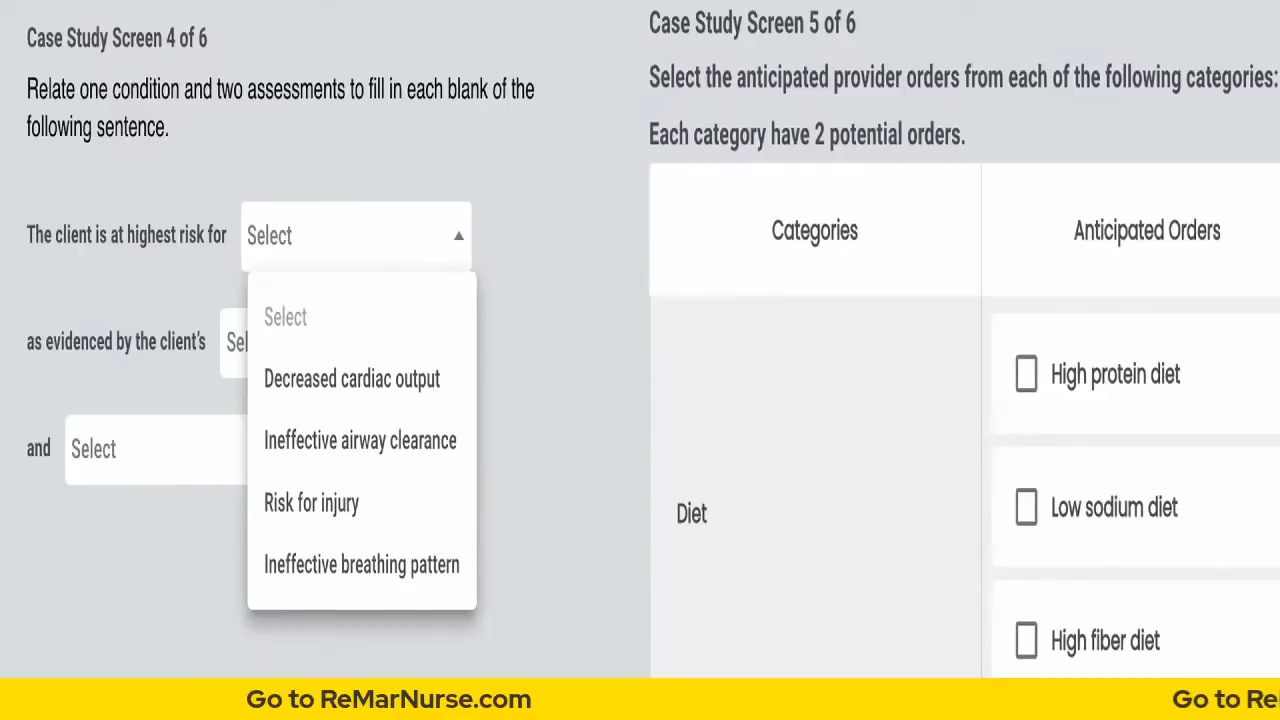 Case Study Screen 4 of 6
Relate one condition and two assessments to fill in each blank of the
following sentence.
The client is at highest risk for
Select
Select
Decreased cardiac output
Ineffective airway clearance
Risk for injury
Ineffective breathing pattern
as evidenced by the client's
Sel
and
Select
Case Study Screen 5 of 6
Select the anticipated provider orders from each of the following categories:
Each category have 2 potential orders.
Categories
Anticipated Orders
Diet
High protein diet
Low sodium diet
High fiber diet
Go to ReMarNurse.com
Go to Re